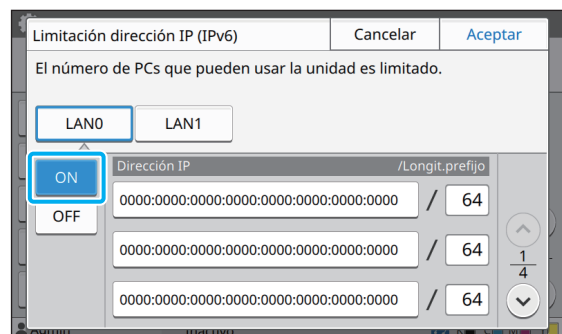 Limitación dirección IP (IPv6) Cancelar Aceptar
El número de PCs que pueden usar la unidad es limitado.
LAN0 LAN1
ON
Dirección IP /Longit.prefijo
0000:0000:0000:0000:0000:0000:0000:0000 / 64
OFF
0000:0000:0000:0000:0000:0000:0000:0000 / 64
1
4
0000:0000:0000:0000:0000:0000:0000:0000 / 64
Admin Inactivo